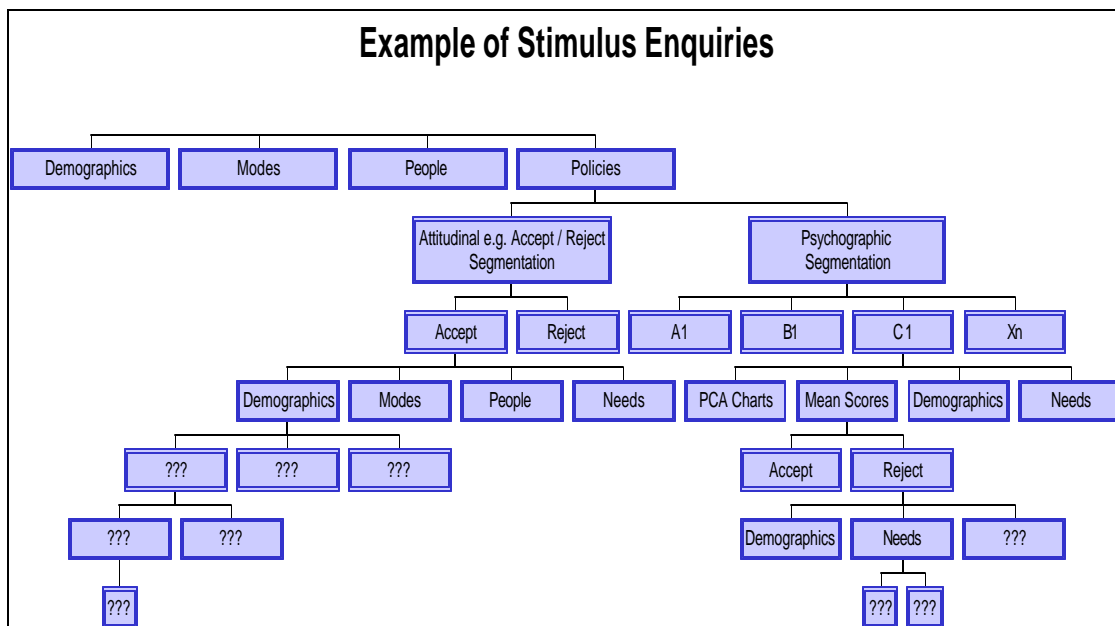 Example of Stimulus Enquiries
Demographics
Modes
People
Policies
Attitudinal e.g. Accept / Reject
Segmentation
Psychographic
Segmentation
Accept
Reject
A1
B1
C1
Xn
Demographics
Modes
People
Needs
PCA Charts
Mean Scores
Demographics
Needs
???
???
???
Accept
Reject
???
???
Demographics
Needs
???
???
???
???